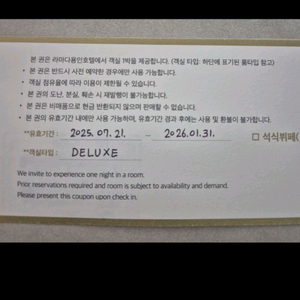 본 권은 라마다용인호텔에서 객실 1박을 제공합니다. (객실 타입: 하단에 표기된 룸타입 참고)
• 본 권은 반드시 사전 예약한 경우에만 사용 가능합니다.
• 객실 점유율에 따라 이용이 제한될 수 있습니다.
• 본 권의 도난, 분실, 훼손 시 재발행이 불가능합니다.
• 본 권은 비매품으로 현금 반환되지 않으며 판매할 수 없습니다.
• 본 권의 유효기간 내에만 사용 가능하며, 유효기간 경과 후에는 사용 및 환불이 불가합니다.
**유효기간: 2025.07.21. – 2026.01.31. □ 석식뷔페(
**객실타입: DELUXE
We invite to experience one night in a room.
Prior reservations required and room is subject to availability and demand.
Please present this coupon upon check in.